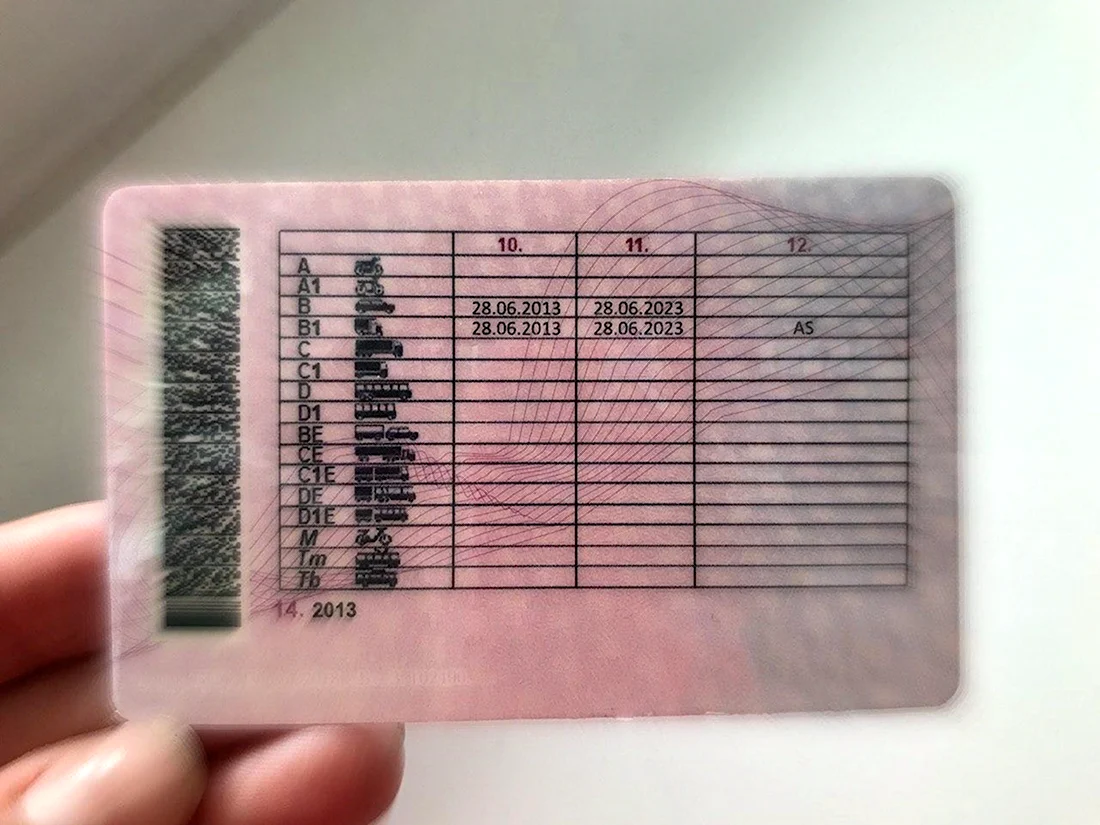 10. 11. 12.
A
A1
B 28.06.2013 28.06.2023
B1 28.06.2013 28.06.2023 AS
C
C1
D
D1
BE
CE
C1E
DE
D1E
M
Tm
Tb
14. 2013